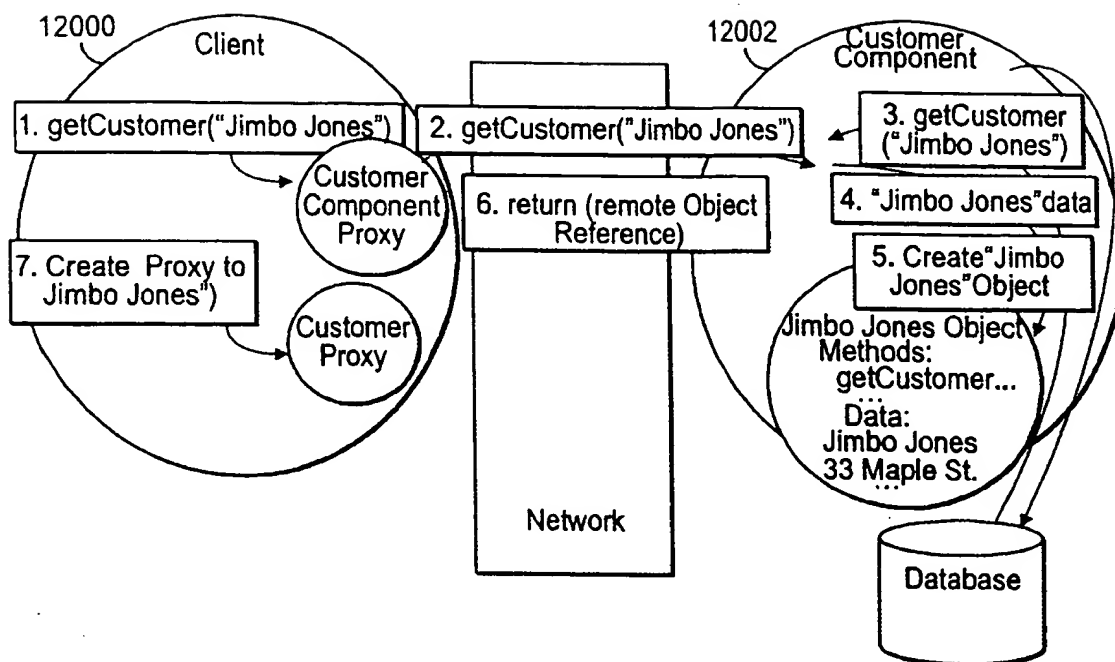 12000
Client
12002
Customer
Component
1. getCustomer("Jimbo Jones")
2. getCustomer("Jimbo Jones")
3. getCustomer
("Jimbo Jones")
Customer
Component
Proxy
6. return (remote Object
Reference)
4. "Jimbo Jones"data
7. Create Proxy to
Jimbo Jones")
5. Create"Jimbo
Jones"Object
Customer
Proxy
Jimbo Jones Object
Methods:
getCustomer...
...
Data:
Jimbo Jones
33 Maple St.
...
Network
Database